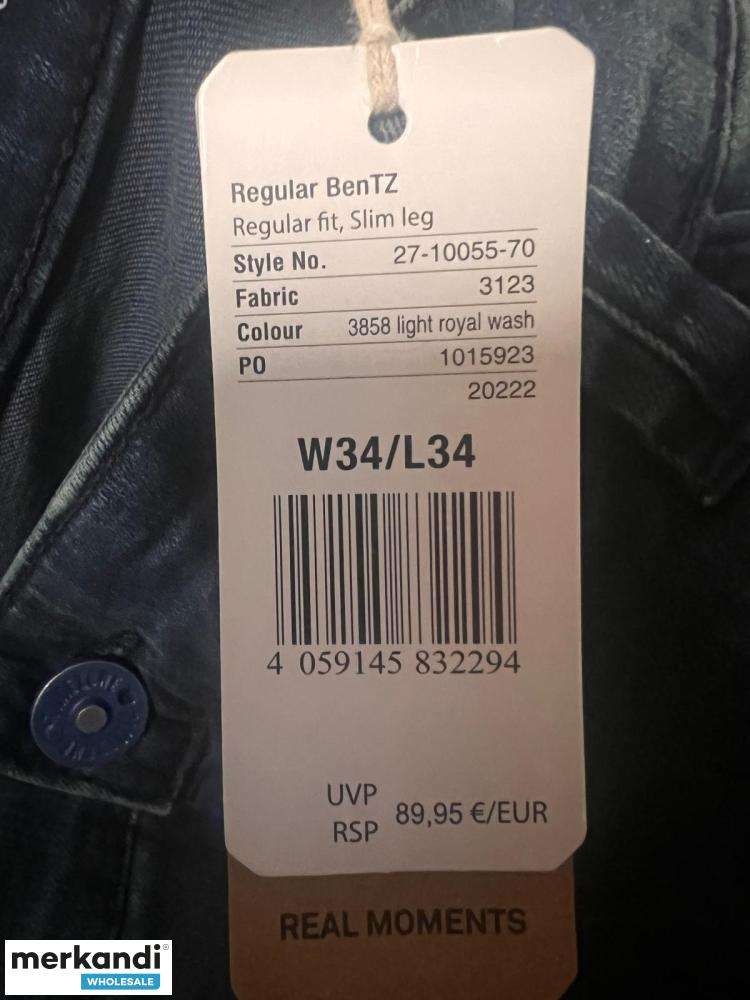 Regular BenTZ
Regular fit, Slim leg
Style No. 27-10055-70
Fabric 3123
Colour 3858 light royal wash
PO 1015923
20222
W34/L34
4 059145 832294
UVP
RSP 89,95 €/EUR
REAL MOMENTS
merkandi®
WHOLESALE